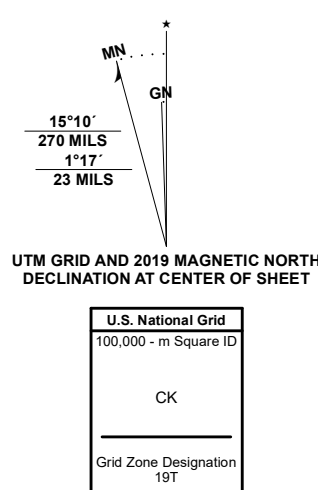 ★
MN
GN
15°10´
270 MILS
1°17´
23 MILS
UTM GRID AND 2019 MAGNETIC NORTH
DECLINATION AT CENTER OF SHEET
U.S. National Grid
100,000 - m Square ID
CK
Grid Zone Designation
19T